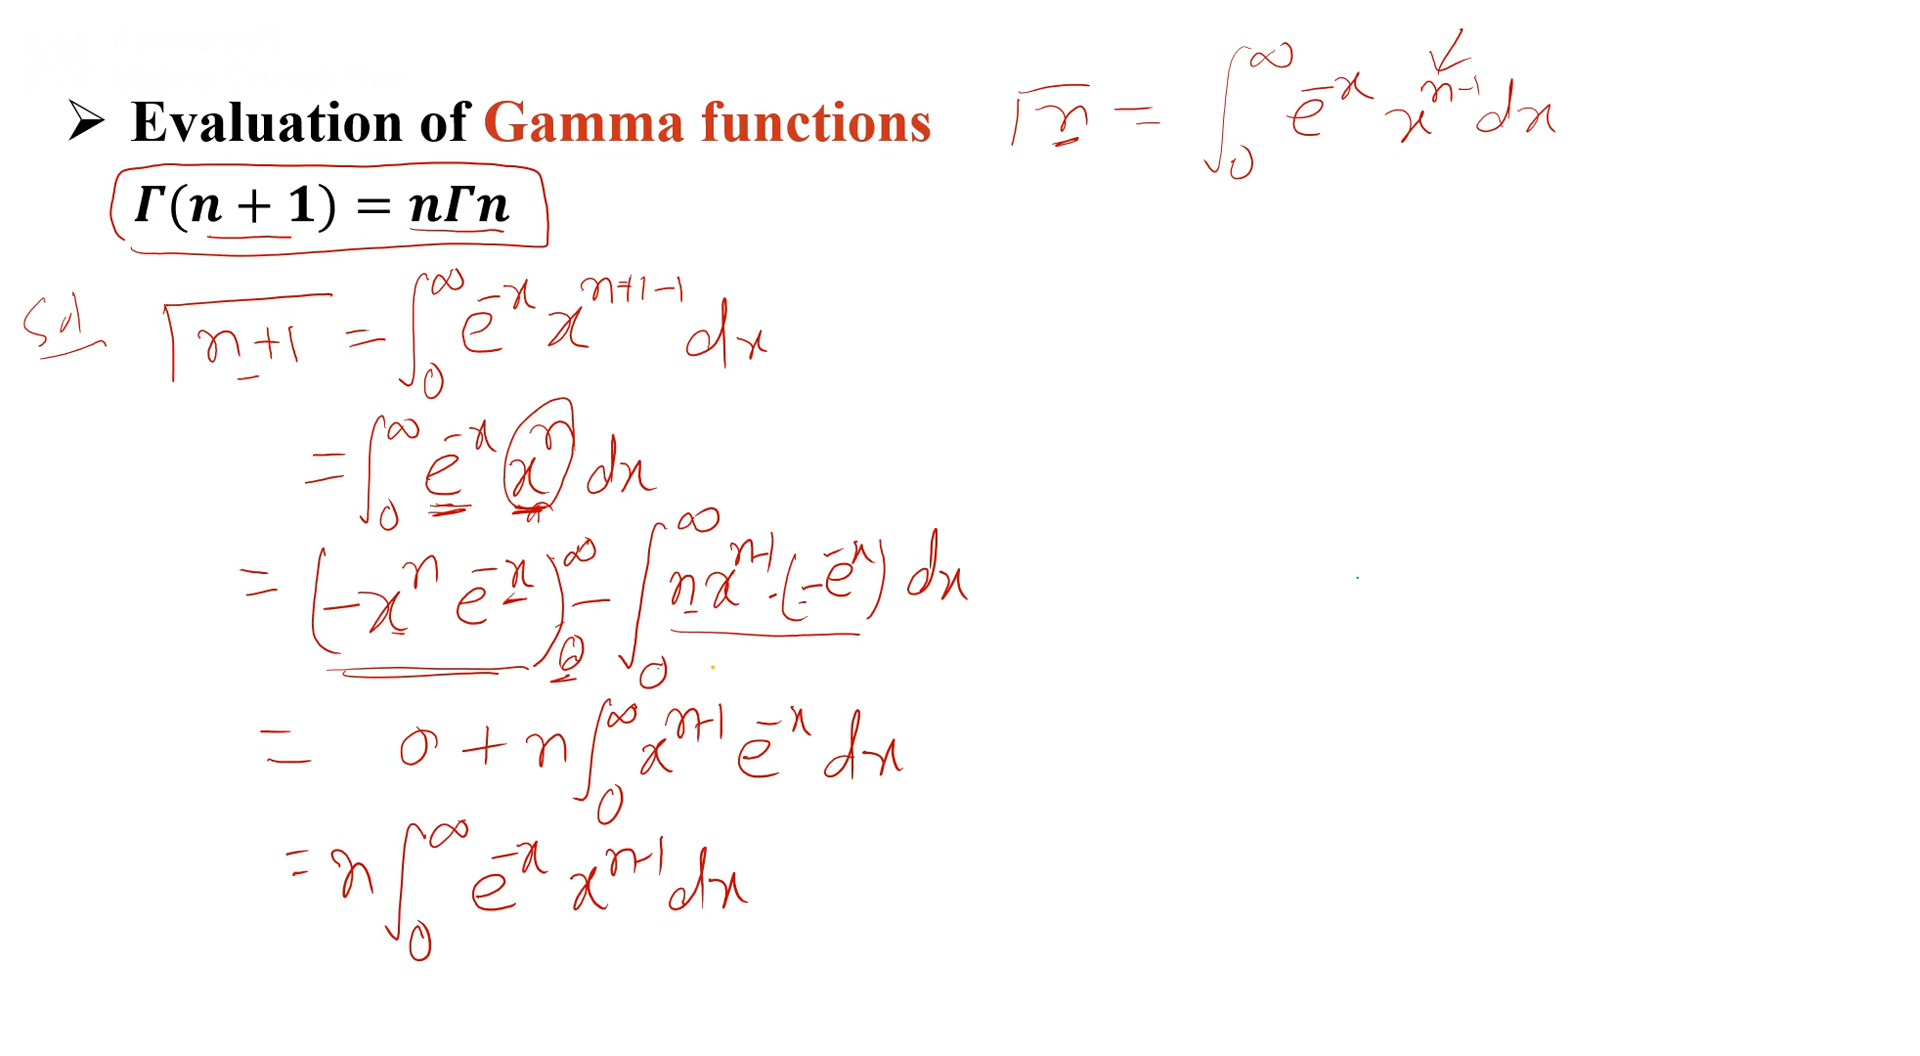 ➤ Evaluation of Gamma functions
Γn = ∫₀^∞ e^{-x} x^{n-1} dx
Γ(n + 1) = nΓn
Sol Γn+1 = ∫₀^∞ e^{-x} x^{n+1-1} dx
= ∫₀^∞ e^{-x} x^n dx
= (-x^n e^{-x})₀^∞ - ∫₀^∞ nx^{n-1}.(-e^{-x}) dx
= 0 + n ∫₀^∞ x^{n-1} e^{-x} dx
= n ∫₀^∞ e^{-x} x^{n-1} dx